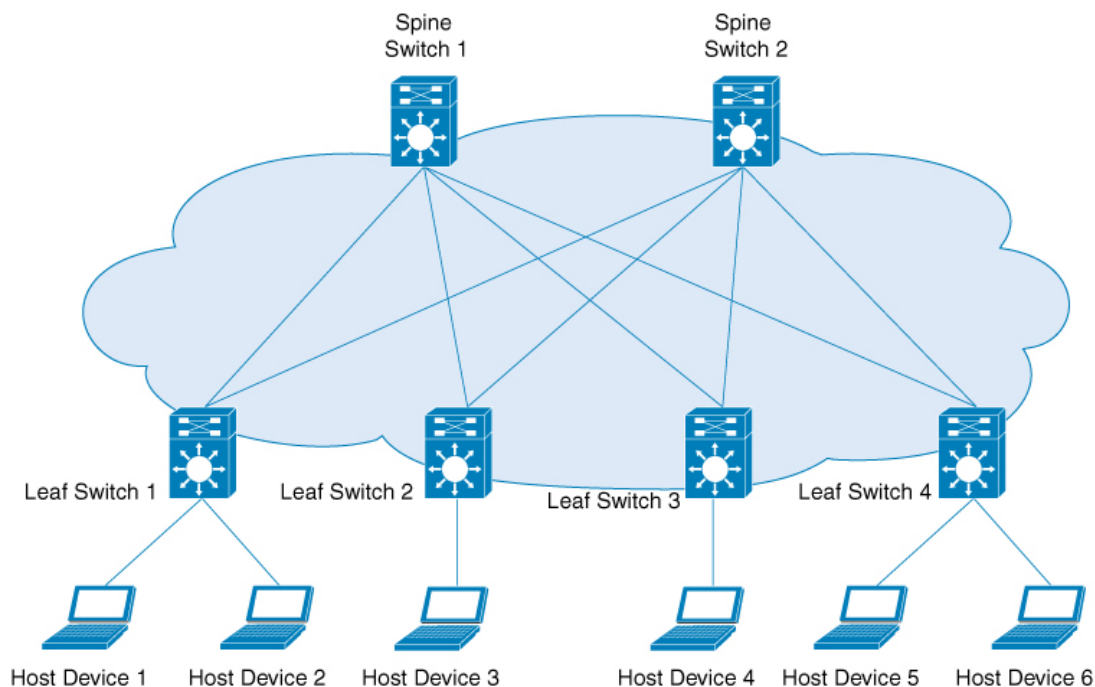 Spine
Switch 1
Spine
Switch 2
Leaf Switch 1
Leaf Switch 2
Leaf Switch 3
Leaf Switch 4
Host Device 1
Host Device 2
Host Device 3
Host Device 4
Host Device 5
Host Device 6